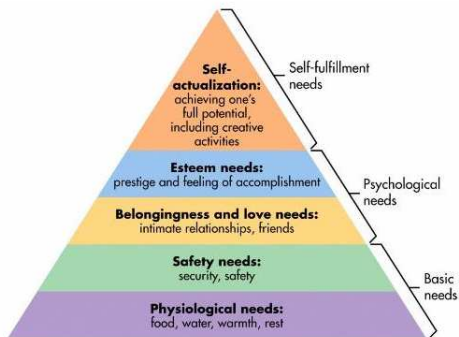 Self-
actualization:
achieving one's
full potential,
including creative
activities
Self-fulfillment
needs
Esteem needs:
prestige and feeling of accomplishment
Psychological
needs
Belongingness and love needs:
intimate relationships, friends
Safety needs:
security, safety
Basic
needs
Physiological needs:
food, water, warmth, rest